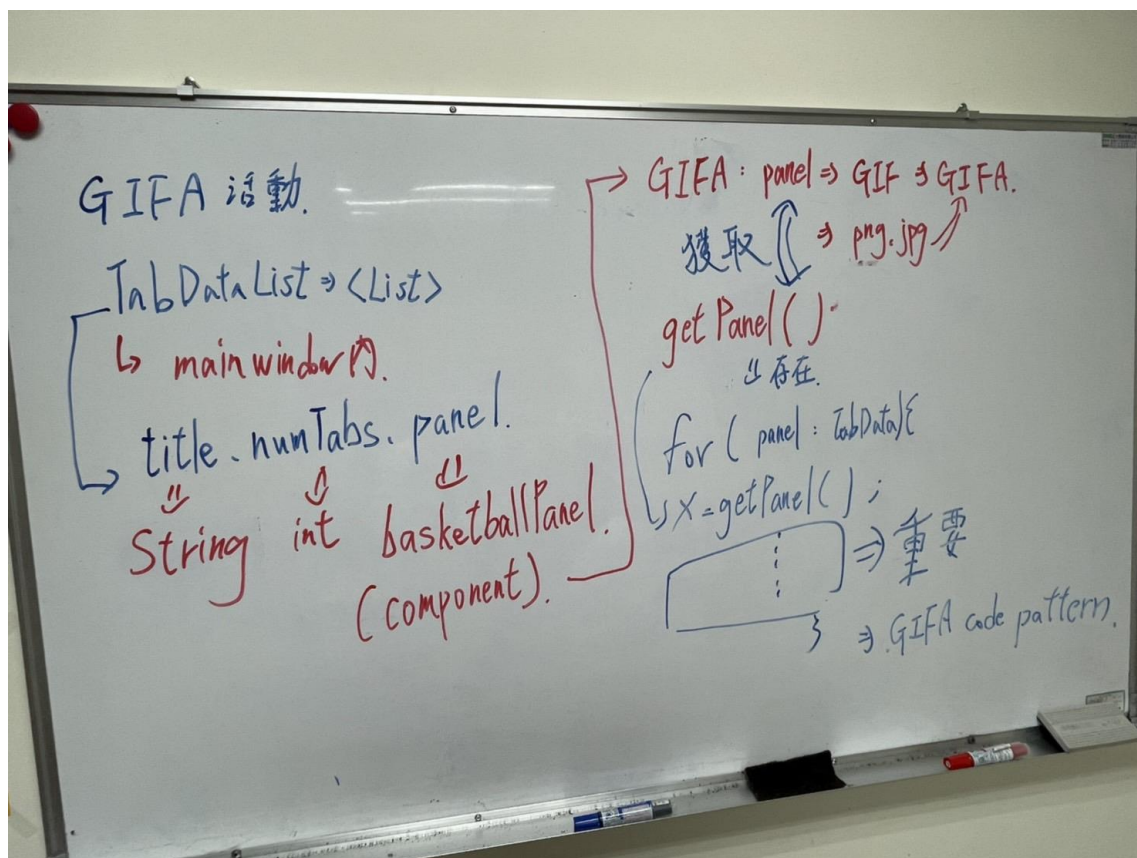 GIFA 活動.
TabDataList ⇒ <List>
↳ mainwindow內.
title、numTabs、panel.
String int basketballPanel.
(component).
→ GIFA : panel ⇒ GIF ⇒ GIFA.
獲取 ⇒ png.jpg
getPanel()
存在.
for ( panel : TabData){
↳ X = getPanel() ;
⇒ 重要
}
⇒ GIFA code pattern.